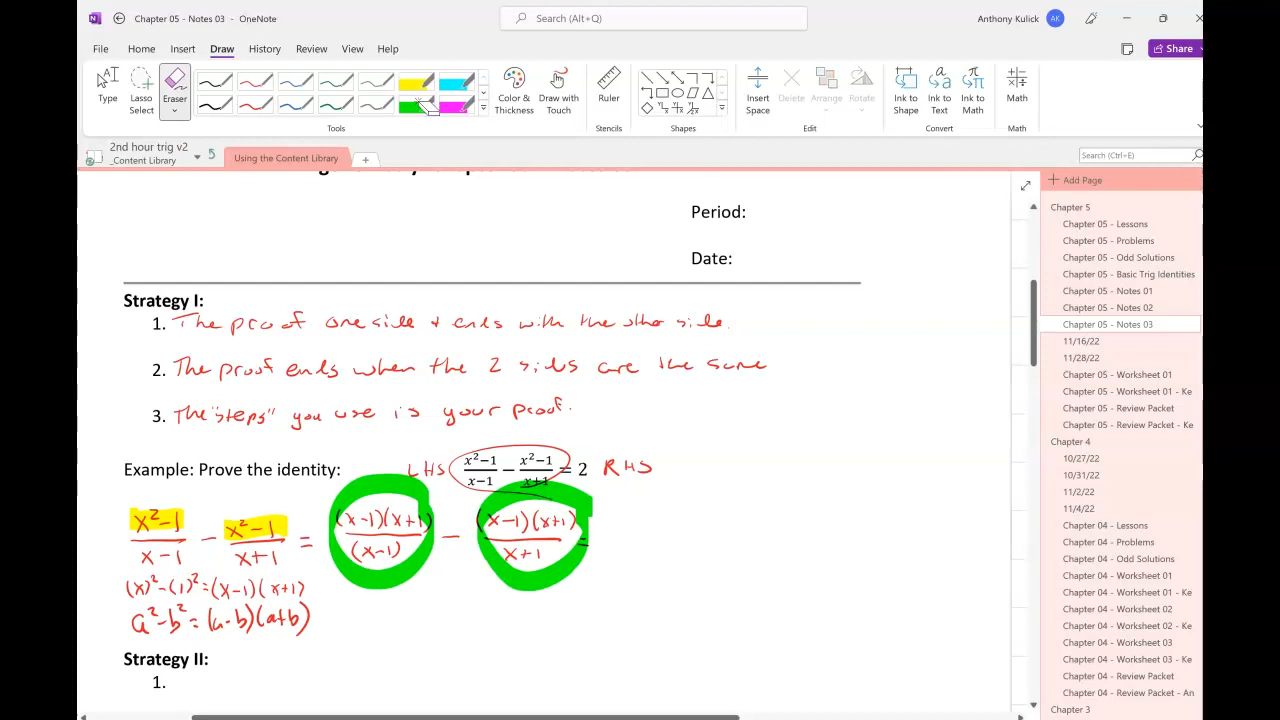 Chapter 05 - Notes 03 - OneNote
Search (Alt+Q)
Anthony Kulick
AK
File Home Insert Draw History Review View Help
Share
Type
Lasso Select
Eraser
Color & Thickness
Draw with Touch
Ruler
Insert Space
Delete
Arrange
Rotate
Ink to Shape
Ink to Text
Ink to Math
Math
Tools
Stencils
Shapes
Edit
Convert
Math
2nd hour trig v2
_Content Library
Using the Content Library
Search (Ctrl+E)
Add Page
Period:
Date:
Strategy I:
1. The proof one side & ends with the other side.
2. The proof ends when the 2 sides are the same
3. The "steps" you use is your proof.
Example: Prove the identity: LHS (x²−1)/(x−1) − (x²−1)/(x+1) = 2 RHS
(x²−1)/(x−1) − (x²−1)/(x+1) = (x−1)(x+1)/(x−1) − (x−1)(x+1)/(x+1) =
(x)²−(1)²=(x−1)(x+1)
a²−b²=(a−b)(a+b)
Strategy II:
1.
Chapter 5
Chapter 05 - Lessons
Chapter 05 - Problems
Chapter 05 - Odd Solutions
Chapter 05 - Basic Trig Identities
Chapter 05 - Notes 01
Chapter 05 - Notes 02
Chapter 05 - Notes 03
11/16/22
11/28/22
Chapter 05 - Worksheet 01
Chapter 05 - Worksheet 01 - Ke
Chapter 05 - Review Packet
Chapter 05 - Review Packet - Ke
Chapter 4
10/27/22
10/31/22
11/2/22
11/4/22
Chapter 04 - Lessons
Chapter 04 - Problems
Chapter 04 - Odd Solutions
Chapter 04 - Worksheet 01
Chapter 04 - Worksheet 01 - Ke
Chapter 04 - Worksheet 02
Chapter 04 - Worksheet 02 - Ke
Chapter 04 - Worksheet 03
Chapter 04 - Worksheet 03 - Ke
Chapter 04 - Review Packet
Chapter 04 - Review Packet - An
Chapter 3